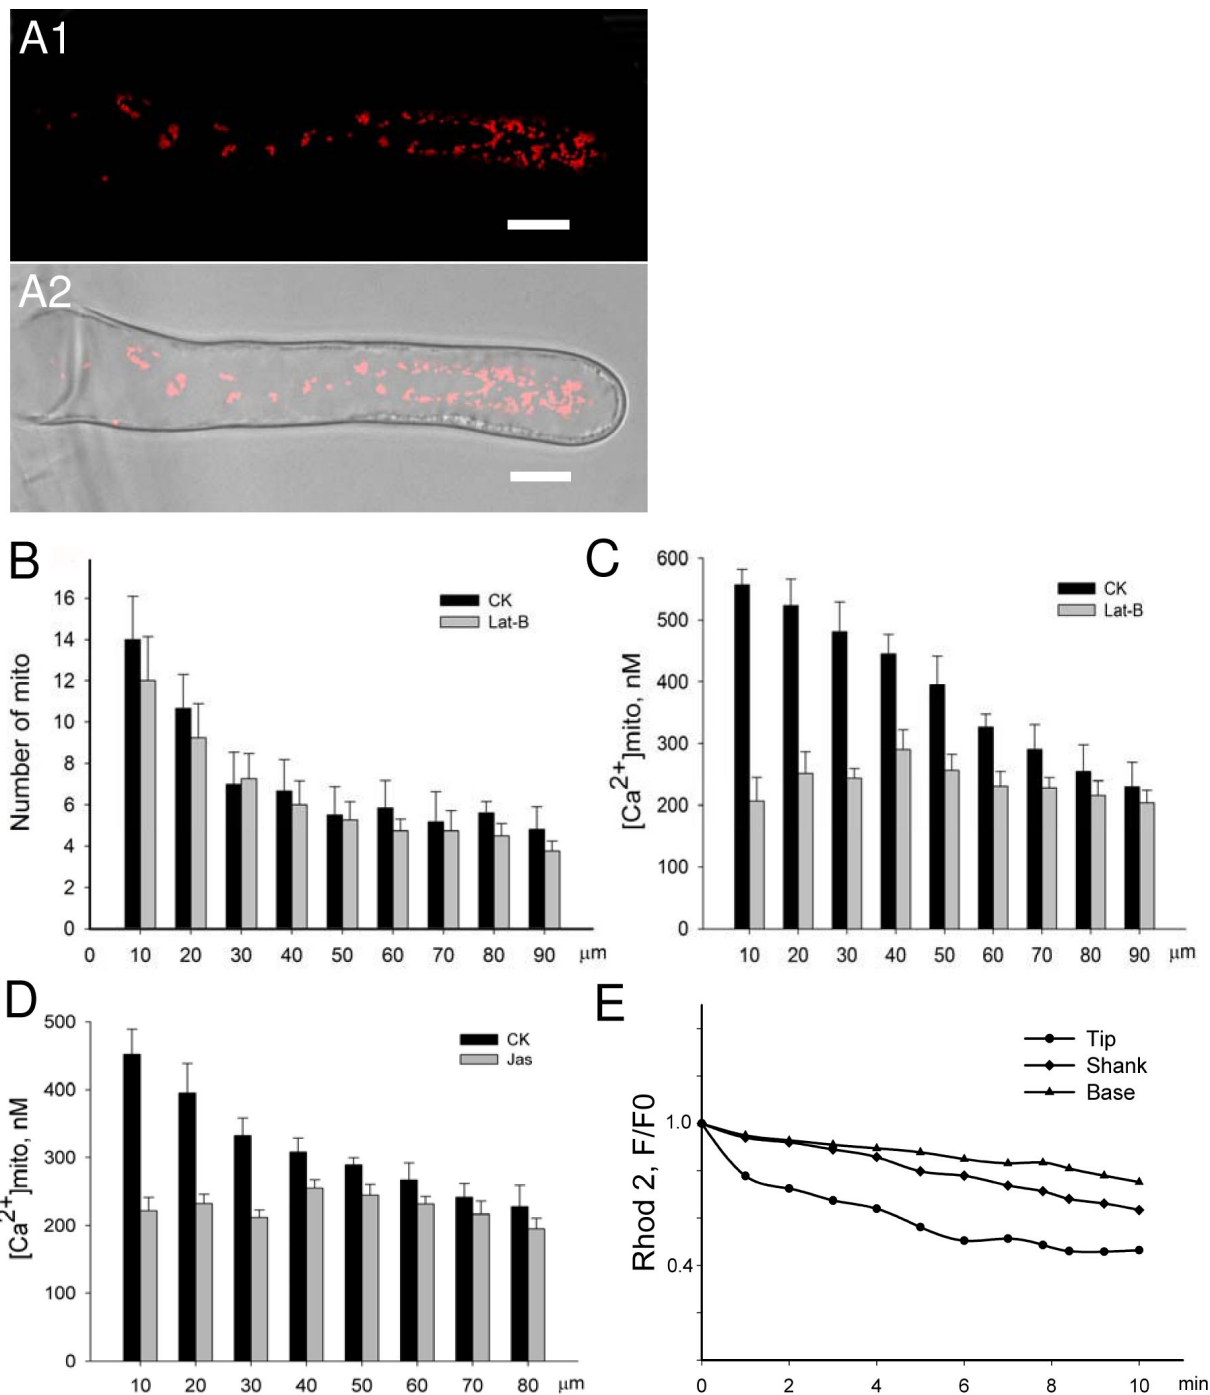 A1
A2
B
CK
Lat-B
Number of mito
16
14
12
10
8
6
4
2
0
0 10 20 30 40 50 60 70 80 90 μm
C
CK
Lat-B
[Ca2+]mito, nM
600
500
400
300
200
100
0
10 20 30 40 50 60 70 80 90 μm
D
CK
Jas
[Ca2+]mito, nM
500
400
300
200
100
0
10 20 30 40 50 60 70 80 μm
E
Tip
Shank
Base
Rhod 2, F/F0
1.0
0.4
0 2 4 6 8 10 min